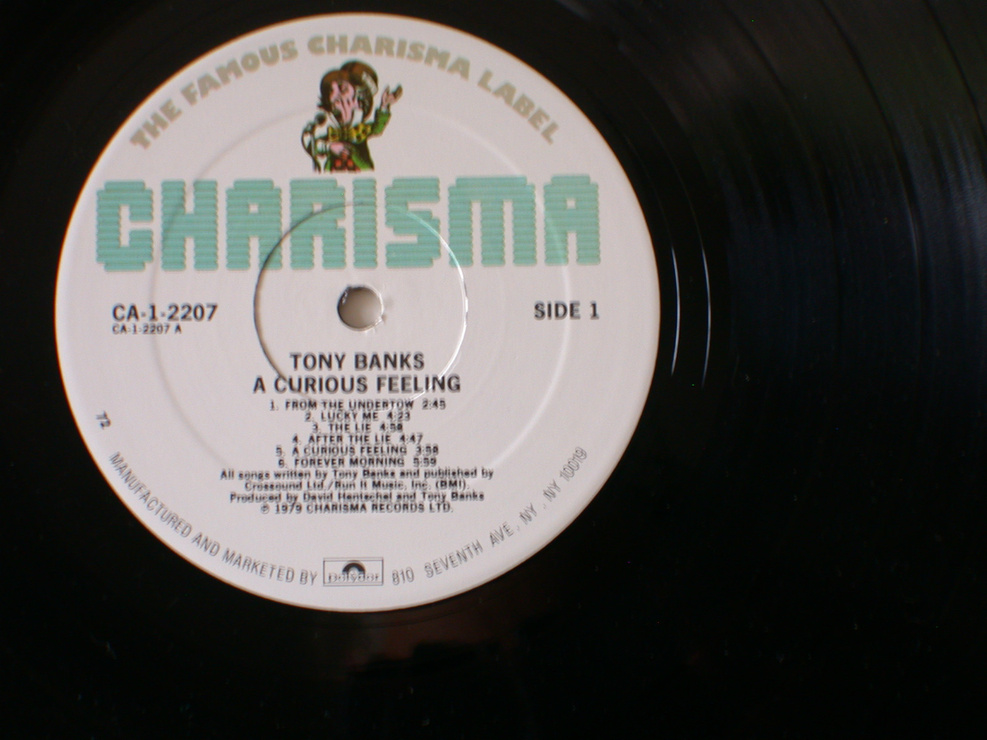 THE FAMOUS CHARISMA LABEL
CHARISMA
CA-1-2207
CA-1-2207 A
SIDE 1
TONY BANKS
A CURIOUS FEELING
1. FROM THE UNDERTOW 2:45
2. LUCKY ME 4:23
3. THE LIE 4:58
4. AFTER THE LIE 4:47
5. A CURIOUS FEELING 3:58
6. FOREVER MORNING 5:59
All songs written by Tony Banks and published by
Crossound Ltd./Run It Music, Inc. (BMI).
Produced by David Hentschel and Tony Banks
℗ 1979 CHARISMA RECORDS LTD.
72
MANUFACTURED AND MARKETED BY polydor 810 SEVENTH AVE., NY., NY 10019